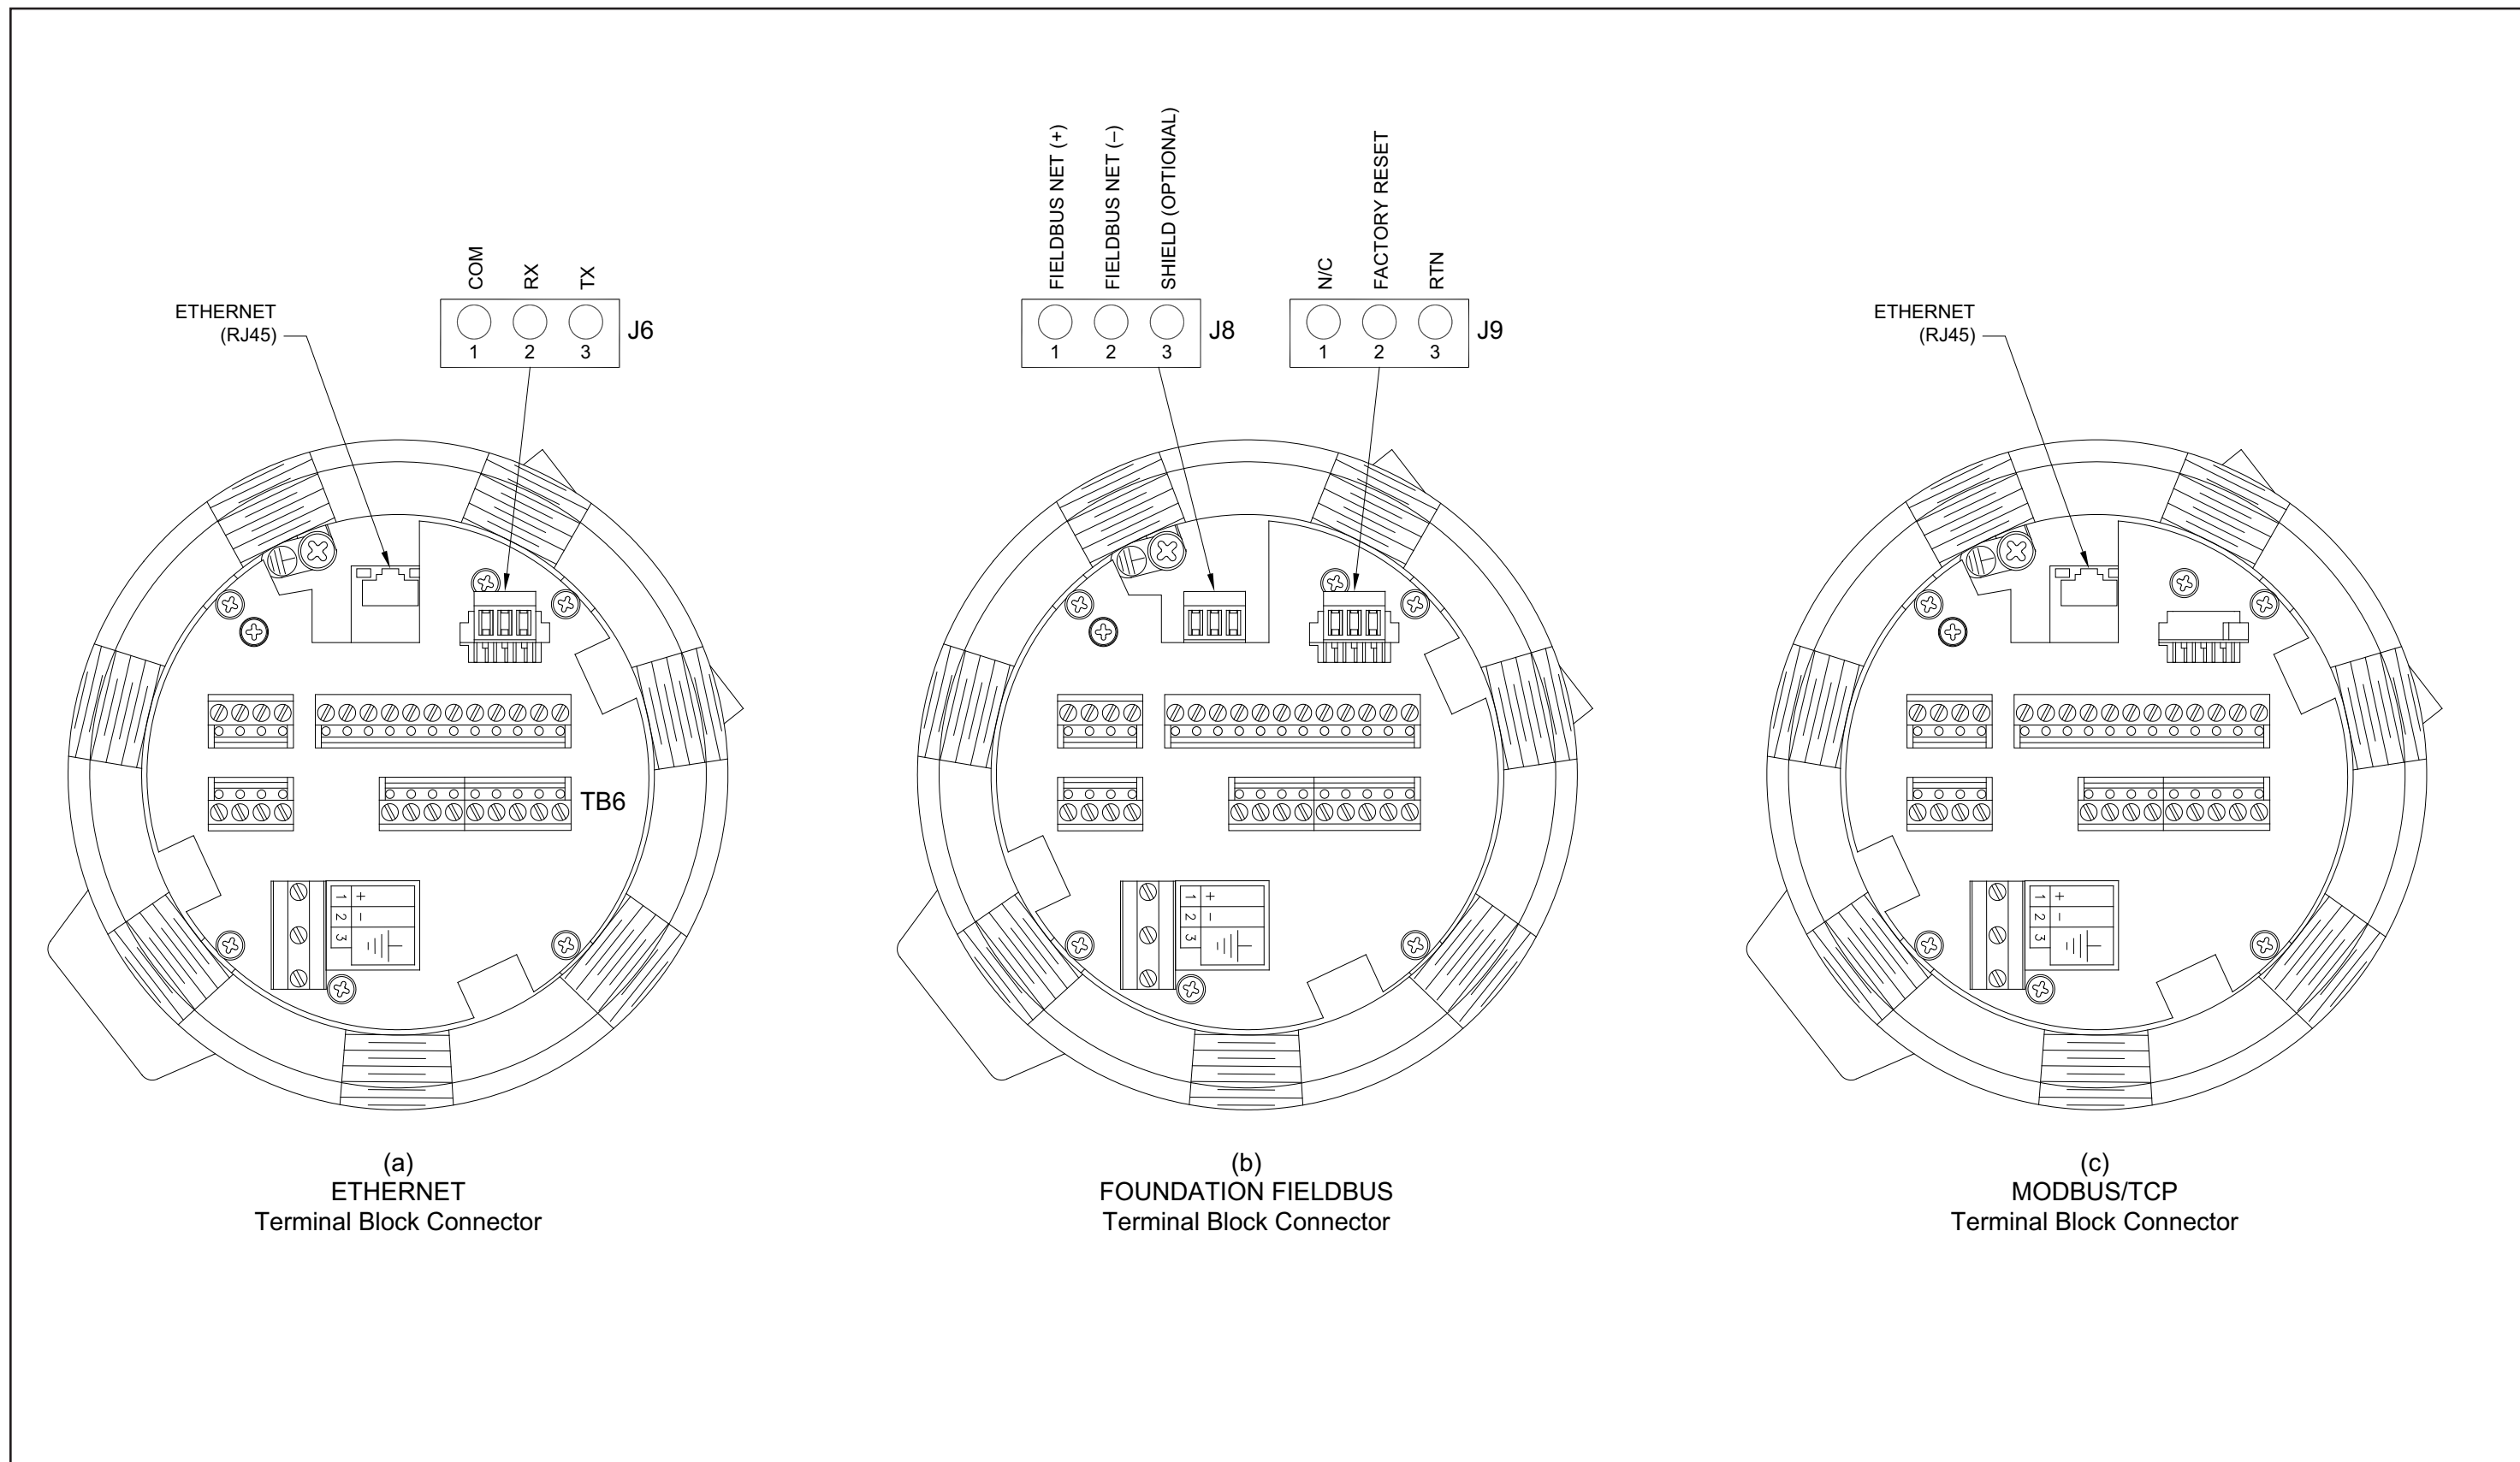 ETHERNET
(RJ45)
COM
RX
TX
1 2 3
J6
TB6
1 +
2 –
3
(a)
ETHERNET
Terminal Block Connector
FIELDBUS NET (+)
FIELDBUS NET (–)
SHIELD (OPTIONAL)
1 2 3
J8
N/C
FACTORY RESET
RTN
1 2 3
J9
1 +
2 –
3
(b)
FOUNDATION FIELDBUS
Terminal Block Connector
ETHERNET
(RJ45)
1 +
2 –
3
(c)
MODBUS/TCP
Terminal Block Connector